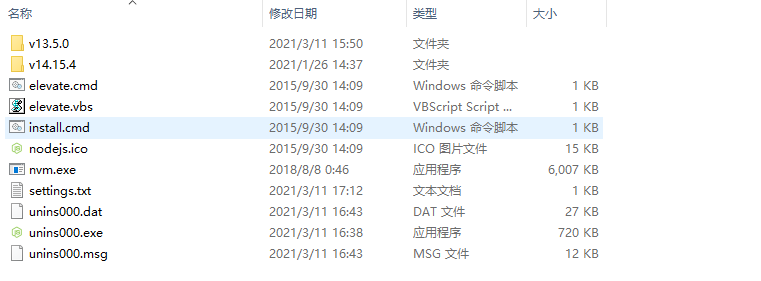 名称 修改日期 类型 大小
v13.5.0 2021/3/11 15:50 文件夹
v14.15.4 2021/1/26 14:37 文件夹
elevate.cmd 2015/9/30 14:09 Windows 命令脚本 1 KB
elevate.vbs 2015/9/30 14:09 VBScript Script ... 1 KB
install.cmd 2015/9/30 14:09 Windows 命令脚本 1 KB
nodejs.ico 2015/9/30 14:09 ICO 图片文件 15 KB
nvm.exe 2018/8/8 0:46 应用程序 6,007 KB
settings.txt 2021/3/11 17:12 文本文档 1 KB
unins000.dat 2021/3/11 16:43 DAT 文件 27 KB
unins000.exe 2021/3/11 16:38 应用程序 720 KB
unins000.msg 2021/3/11 16:43 MSG 文件 12 KB